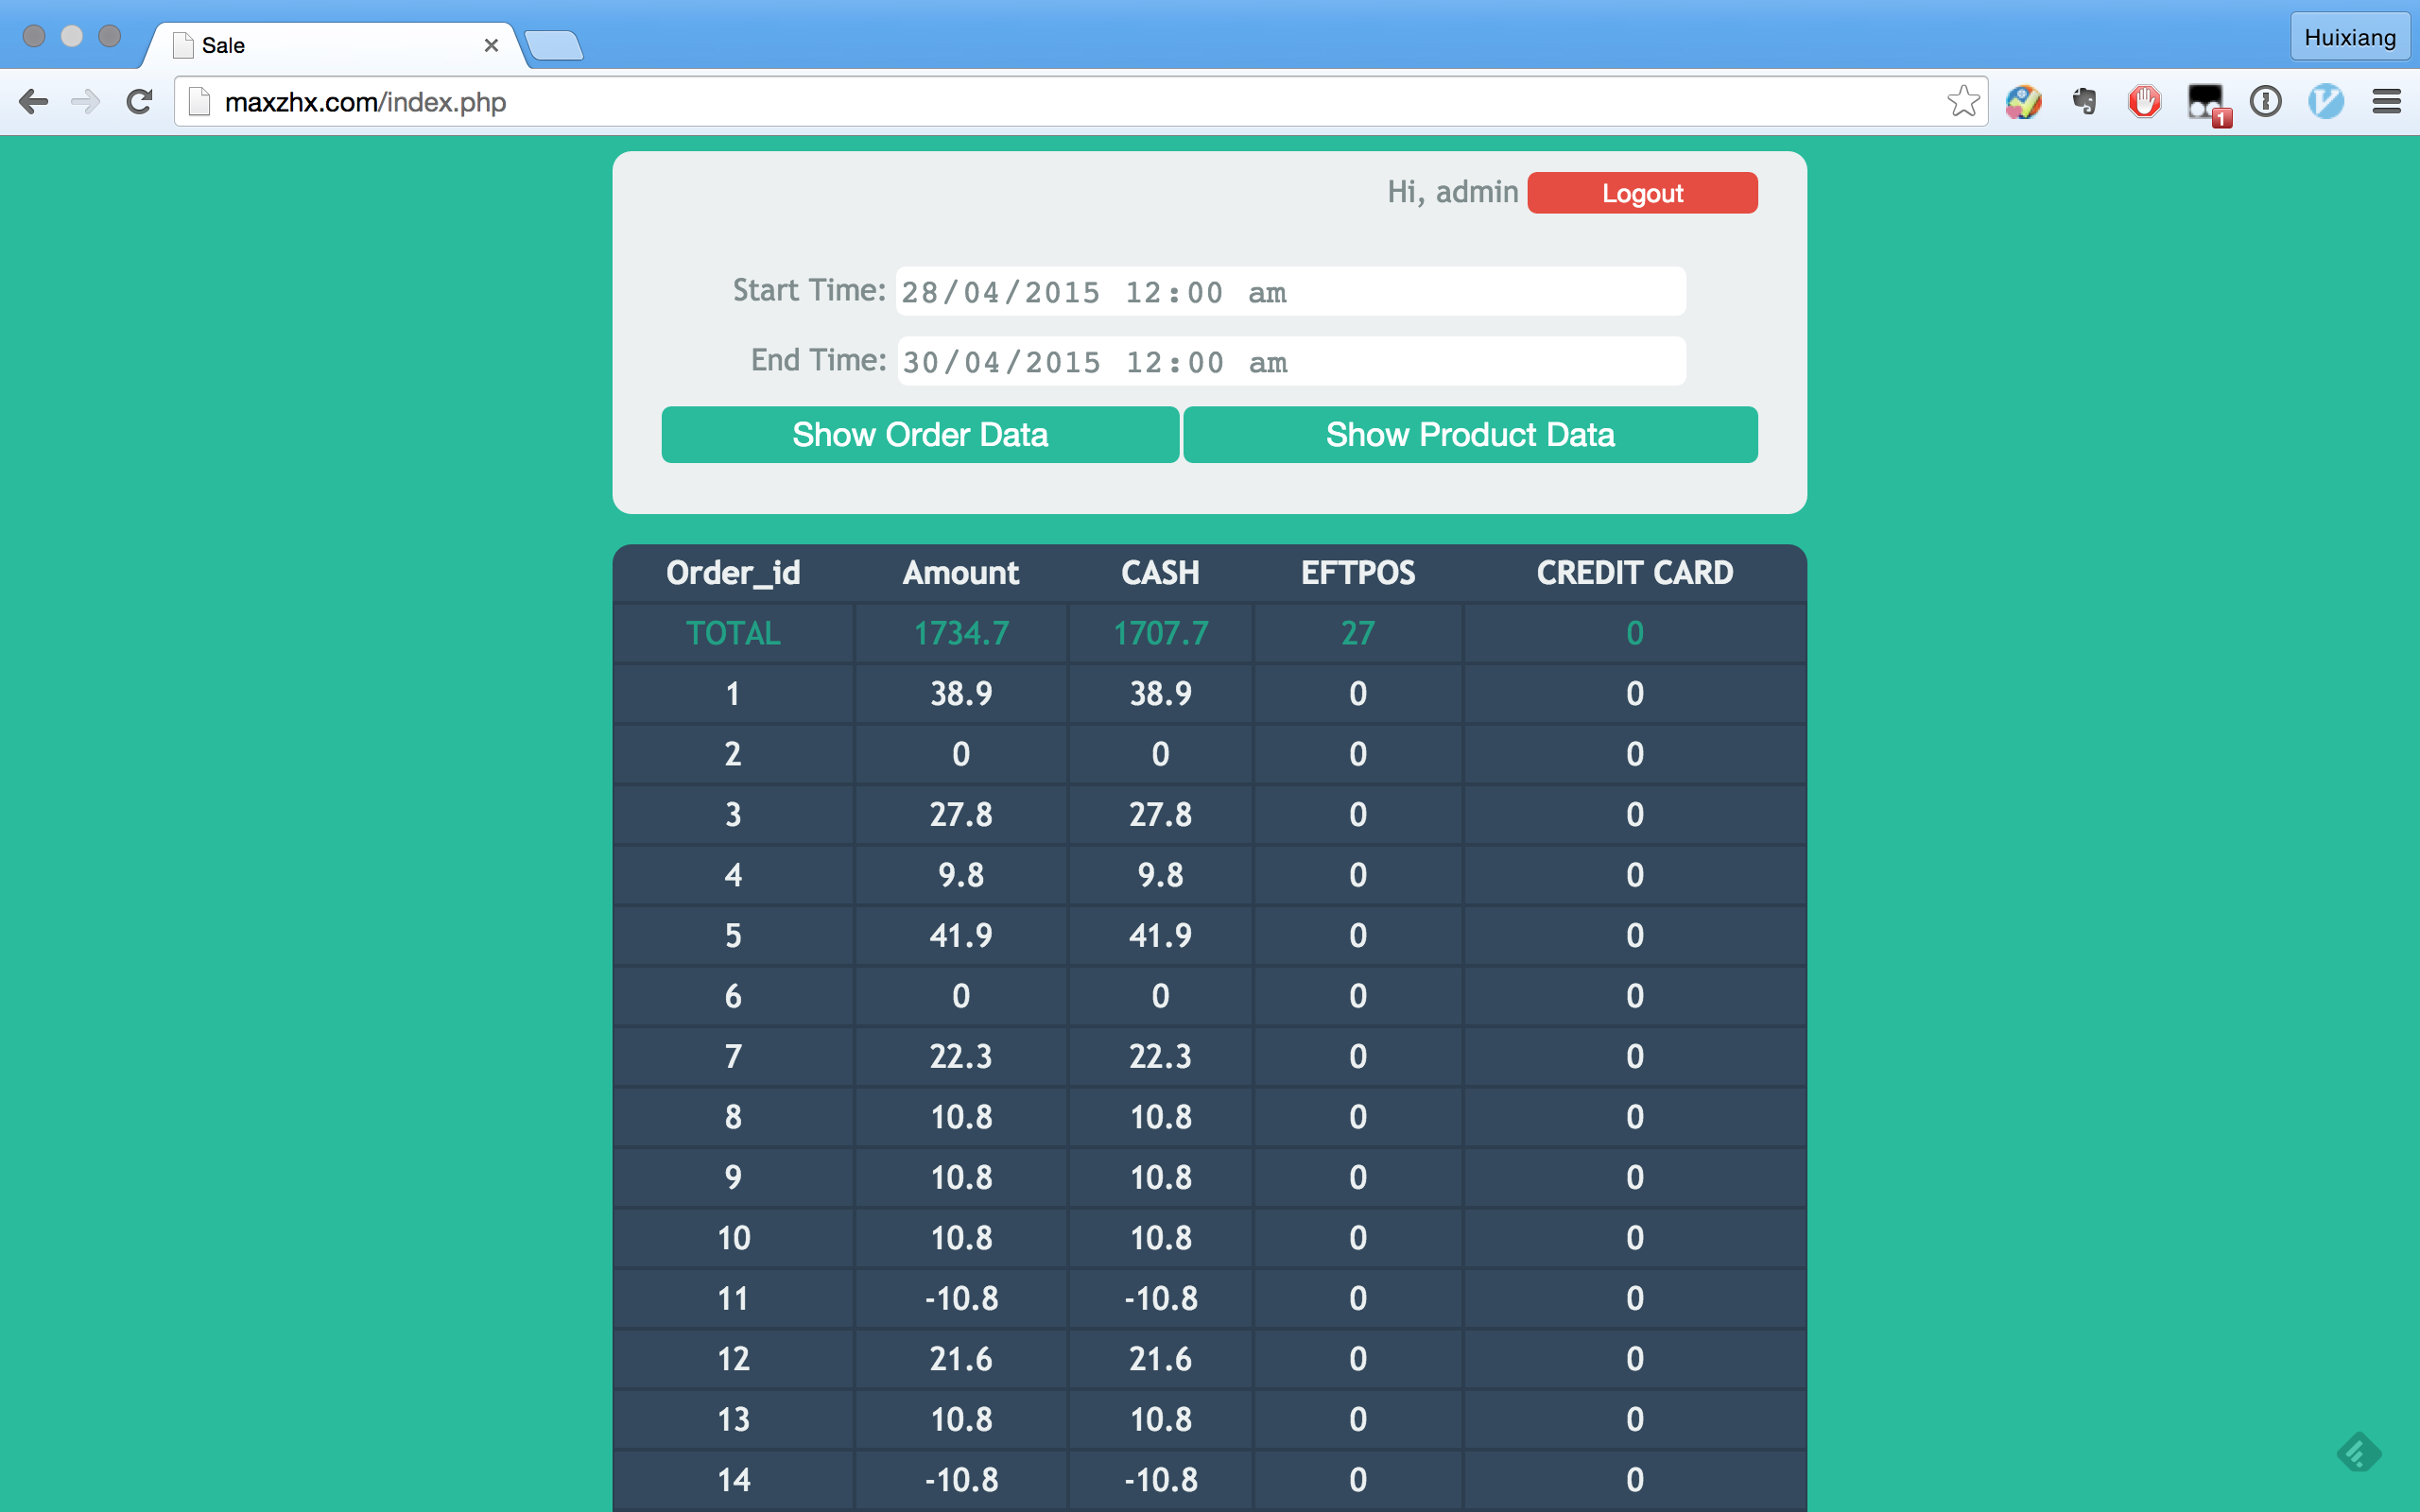 Sale
Huixiang
maxzhx.com/index.php
1
Hi, admin Logout
Start Time: 28/04/2015 12:00 am
End Time: 30/04/2015 12:00 am
Show Order Data Show Product Data
Order_id Amount CASH EFTPOS CREDIT CARD
TOTAL 1734.7 1707.7 27 0
1 38.9 38.9 0 0
2 0 0 0 0
3 27.8 27.8 0 0
4 9.8 9.8 0 0
5 41.9 41.9 0 0
6 0 0 0 0
7 22.3 22.3 0 0
8 10.8 10.8 0 0
9 10.8 10.8 0 0
10 10.8 10.8 0 0
11 -10.8 -10.8 0 0
12 21.6 21.6 0 0
13 10.8 10.8 0 0
14 -10.8 -10.8 0 0